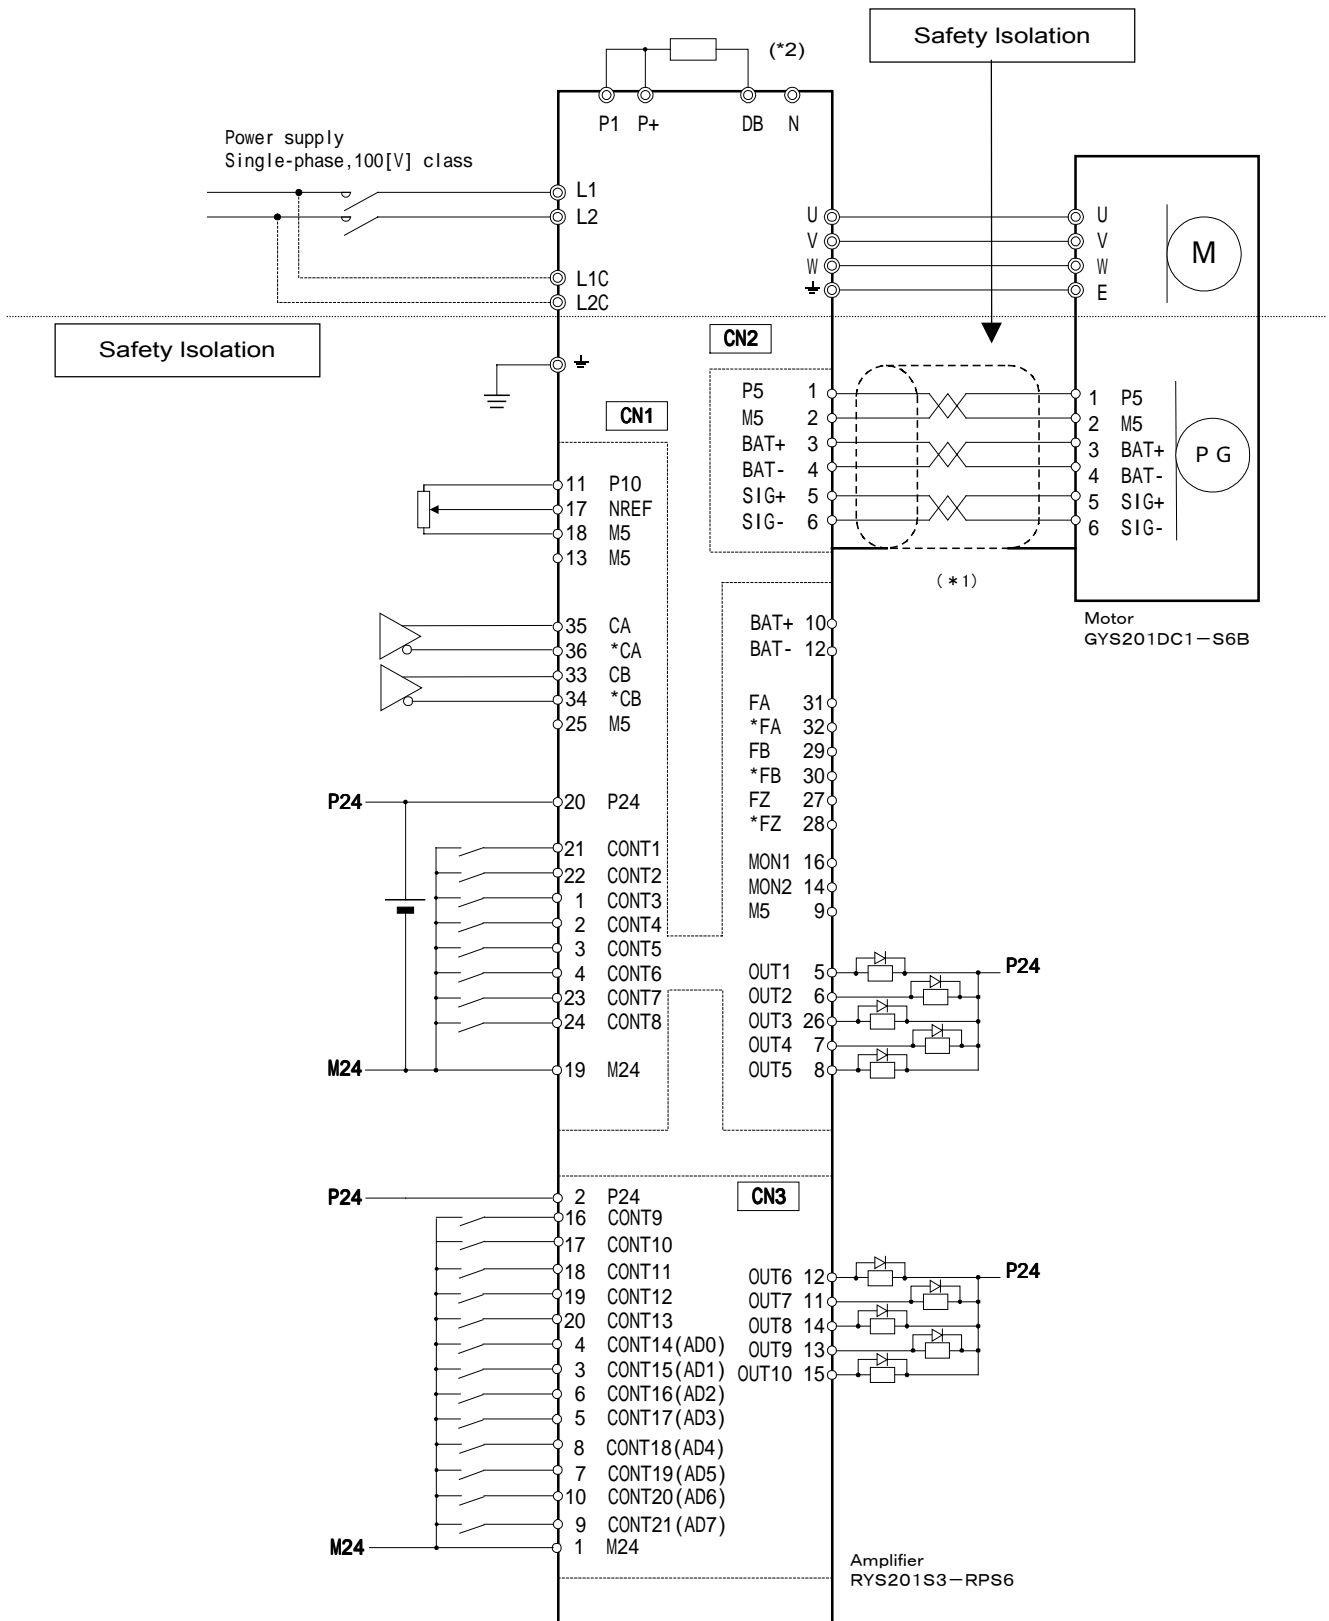 Safety Isolation
(*2)
P1 P+ DB N
Power supply
Single-phase,100[V] class
L1
L2
L1C
L2C
U
V
W
U
V
W
E
M
Safety Isolation
CN2
P5 1
M5 2
BAT+ 3
BAT- 4
SIG+ 5
SIG- 6
1 P5
2 M5
3 BAT+
4 BAT-
5 SIG+
6 SIG-
P G
(*1)
Motor
GYS201DC1-S6B
CN1
11 P10
17 NREF
18 M5
13 M5
35 CA
36 *CA
33 CB
34 *CB
25 M5
P24
20 P24
21 CONT1
22 CONT2
1 CONT3
2 CONT4
3 CONT5
4 CONT6
23 CONT7
24 CONT8
M24
19 M24
BAT+ 10
BAT- 12
FA 31
*FA 32
FB 29
*FB 30
FZ 27
*FZ 28
MON1 16
MON2 14
M5 9
OUT1 5
OUT2 6
OUT3 26
OUT4 7
OUT5 8
P24
P24
CN3
2 P24
16 CONT9
17 CONT10
18 CONT11
19 CONT12
20 CONT13
4 CONT14(AD0)
3 CONT15(AD1)
6 CONT16(AD2)
5 CONT17(AD3)
8 CONT18(AD4)
7 CONT19(AD5)
10 CONT20(AD6)
9 CONT21(AD7)
M24
1 M24
OUT6 12
OUT7 11
OUT8 14
OUT9 13
OUT10 15
P24
Amplifier
RYS201S3-RPS6